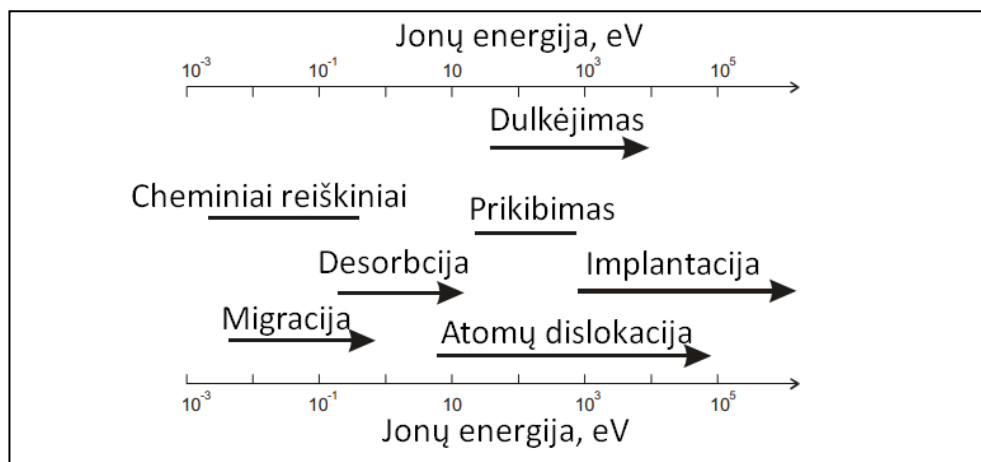 Jonų energija, eV
10⁻³ 10⁻¹ 10 10³ 10⁵
Dulkėjimas
Cheminiai reiškiniai
Prikibimas
Desorbcija
Implantacija
Migracija
Atomų dislokacija
10⁻³ 10⁻¹ 10 10³ 10⁵
Jonų energija, eV